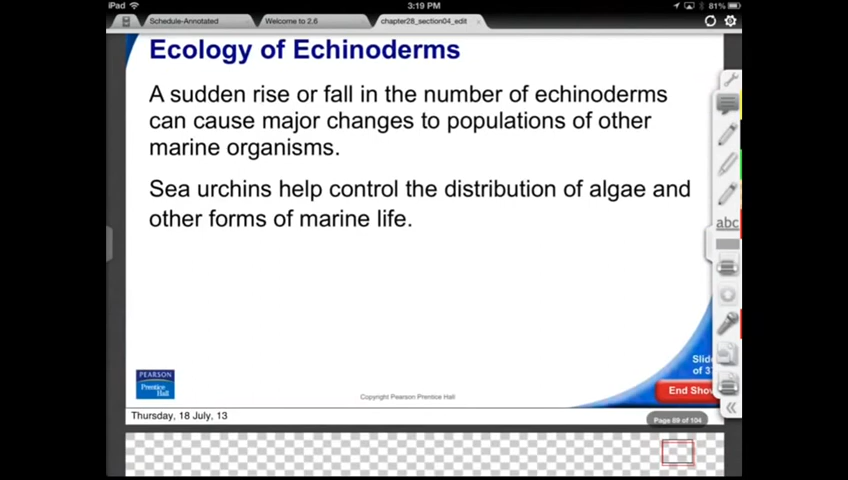 iPad
3:19 PM
81%
Schedule-Annotated
Welcome to 2.6
chapter28_section04_edit
Ecology of Echinoderms
A sudden rise or fall in the number of echinoderms
can cause major changes to populations of other
marine organisms.
Sea urchins help control the distribution of algae and
other forms of marine life.
abc
Slid
of 37
End Show
PEARSON
Prentice
Hall
Copyright Pearson Prentice Hall
Thursday, 18 July, 13
Page 69 of 104